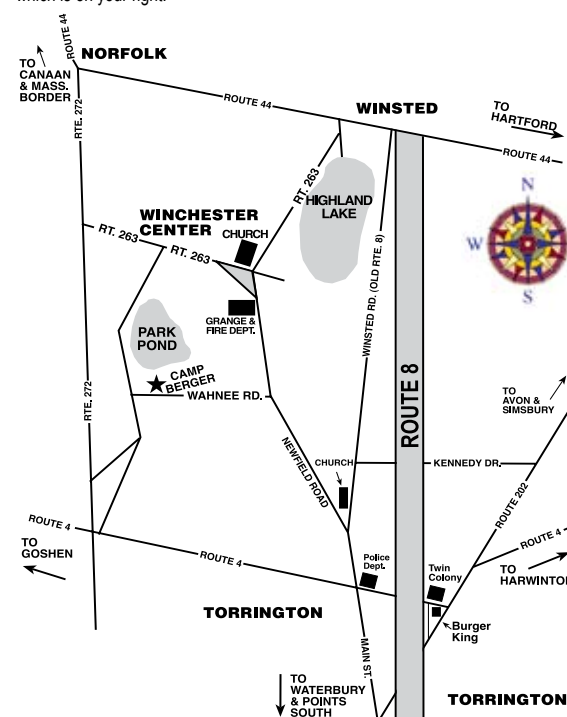 which is on your right.
ROUTE 44
NORFOLK
TO
CANAAN
& MASS.
BORDER
RTE. 272
ROUTE 44
WINSTED
TO
HARTFORD
ROUTE 44
RT. 263
HIGHLAND
LAKE
N
W
E
S
WINCHESTER
CENTER
CHURCH
RT. 263
RT. 263
WINSTED RD. (OLD RTE. 8)
GRANGE &
FIRE DEPT.
PARK
POND
CAMP
BERGER
WAHNEE RD.
RTE. 272
ROUTE 8
TO
AVON &
SIMSBURY
NEWFIELD ROAD
CHURCH
KENNEDY DR.
ROUTE 202
ROUTE 4
TO
GOSHEN
ROUTE 4
Police
Dept.
Twin
Colony
ROUTE 4
TO
HARWINTON
TORRINGTON
Burger
King
MAIN ST.
TO
WATERBURY
& POINTS
SOUTH
TORRINGTON